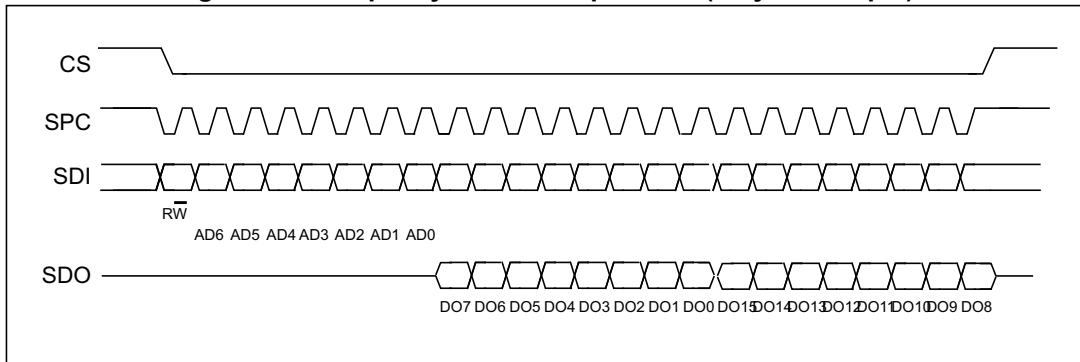 CS
SPC
SDI
RW̅
AD6 AD5 AD4 AD3 AD2 AD1 AD0
SDO
DO7 DO6 DO5 DO4 DO3 DO2 DO1 DO0 DO15 DO14 DO13 DO12 DO11 DO10 DO9 DO8